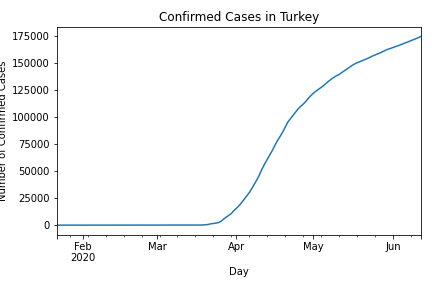 Confirmed Cases in Turkey
175000
150000
125000
100000
75000
50000
25000
0
Number of Confirmed Cases
Feb
2020
Mar
Apr
May
Jun
Day